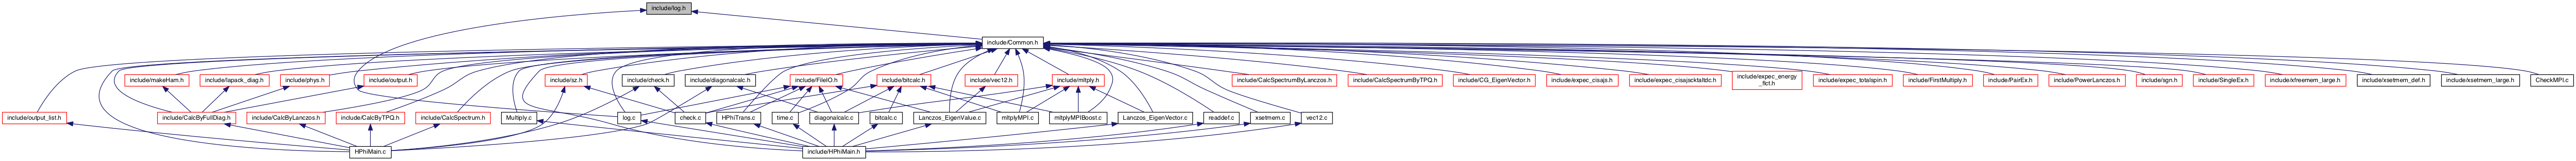 include/log.h
include/Common.h
include/makeHam.h
include/lapack_diag.h
include/phys.h
include/output.h
include/sz.h
include/check.h
include/diagonalcalc.h
include/FileIO.h
include/bitcalc.h
include/vec12.h
include/mltply.h
include/CalcSpectrumByLanczos.h
include/CalcSpectrumByTPQ.h
include/CG_EigenVector.h
include/expec_cisajs.h
include/expec_cisajscktaltdc.h
include/expec_energy
_flct.h
include/expec_totalspin.h
include/FirstMultiply.h
include/PairEx.h
include/PowerLanczos.h
include/sgn.h
include/SingleEx.h
include/xfreemem_large.h
include/xsetmem_def.h
include/xsetmem_large.h
CheckMPI.c
include/output_list.h
include/CalcByFullDiag.h
include/CalcByLanczos.h
include/CalcByTPQ.h
include/CalcSpectrum.h
Multiply.c
log.c
check.c
HPhiTrans.c
time.c
diagonalcalc.c
bitcalc.c
Lanczos_EigenValue.c
mltplyMPI.c
mltplyMPIBoost.c
Lanczos_EigenVector.c
readdef.c
xsetmem.c
vec12.c
HPhiMain.c
include/HPhiMain.h